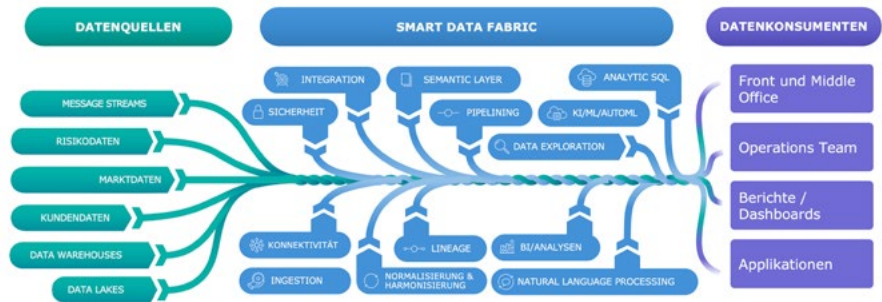 DATENQUELLEN
SMART DATA FABRIC
DATENKONSUMENTEN
MESSAGE STREAMS
RISIKODATEN
MARKTDATEN
KUNDENDATEN
DATA WAREHOUSES
DATA LAKES
INTEGRATION
SEMANTIC LAYER
ANALYTIC SQL
SICHERHEIT
PIPELINING
KI/ML/AUTOML
DATA EXPLORATION
KONNEKTIVITÄT
LINEAGE
BI/ANALYSEN
INGESTION
NORMALISIERUNG &
HARMONISIERUNG
NATURAL LANGUAGE PROCESSING
Front und Middle
Office
Operations Team
Berichte /
Dashboards
Applikationen